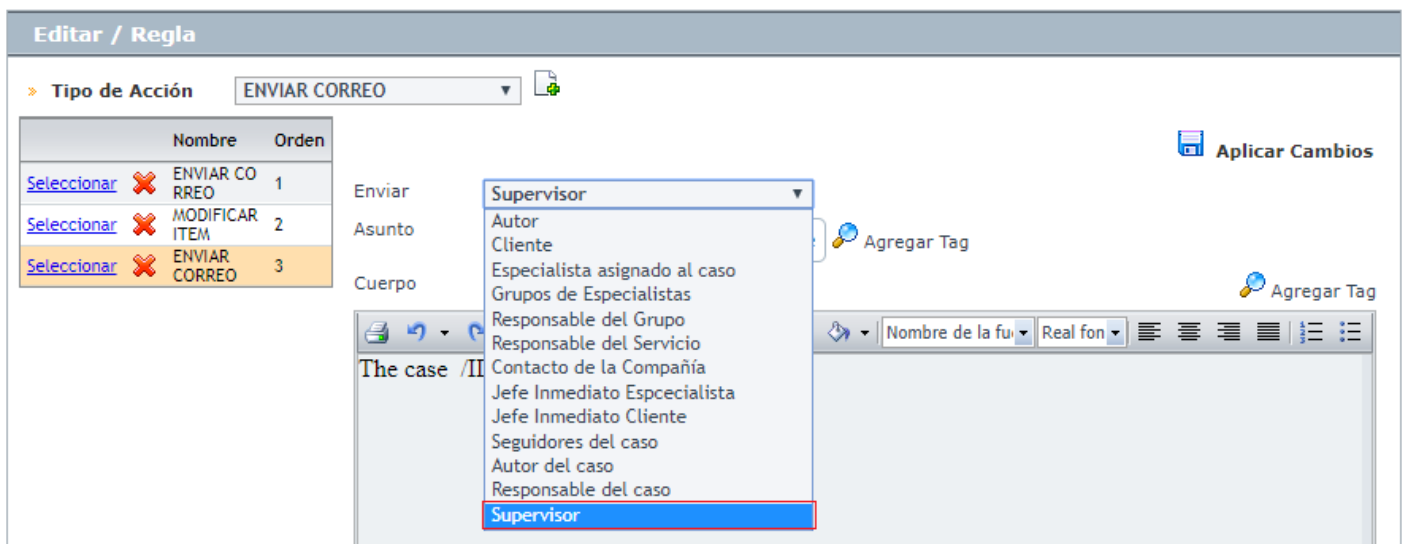 Editar / Regla
» Tipo de Acción ENVIAR CORREO
Nombre Orden
Aplicar Cambios
Seleccionar ENVIAR CO
RREO 1
Seleccionar MODIFICAR
ITEM 2
Seleccionar ENVIAR
CORREO 3
Enviar Supervisor
Asunto Agregar Tag
Cuerpo Agregar Tag
Autor
Cliente
Especialista asignado al caso
Grupos de Especialistas
Responsable del Grupo
Responsable del Servicio
Contacto de la Compañía
Jefe Inmediato Espcecialista
Jefe Inmediato Cliente
Seguidores del caso
Autor del caso
Responsable del caso
Supervisor
Nombre de la fu Real fon
The case